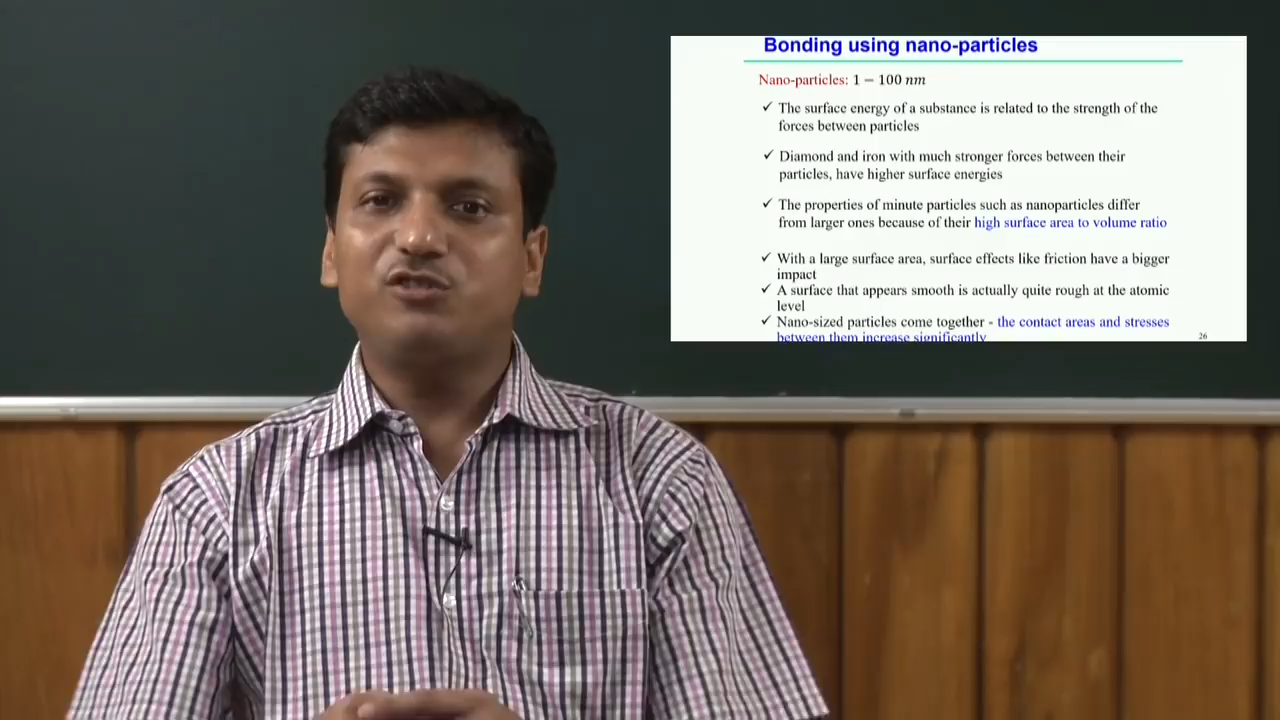 Bonding using nano-particles
Nano-particles: 1 − 100 nm
✓ The surface energy of a substance is related to the strength of the
forces between particles
✓ Diamond and iron with much stronger forces between their
particles, have higher surface energies
✓ The properties of minute particles such as nanoparticles differ
from larger ones because of their high surface area to volume ratio
✓ With a large surface area, surface effects like friction have a bigger
impact
✓ A surface that appears smooth is actually quite rough at the atomic
level
✓ Nano-sized particles come together - the contact areas and stresses
between them increase significantly
26